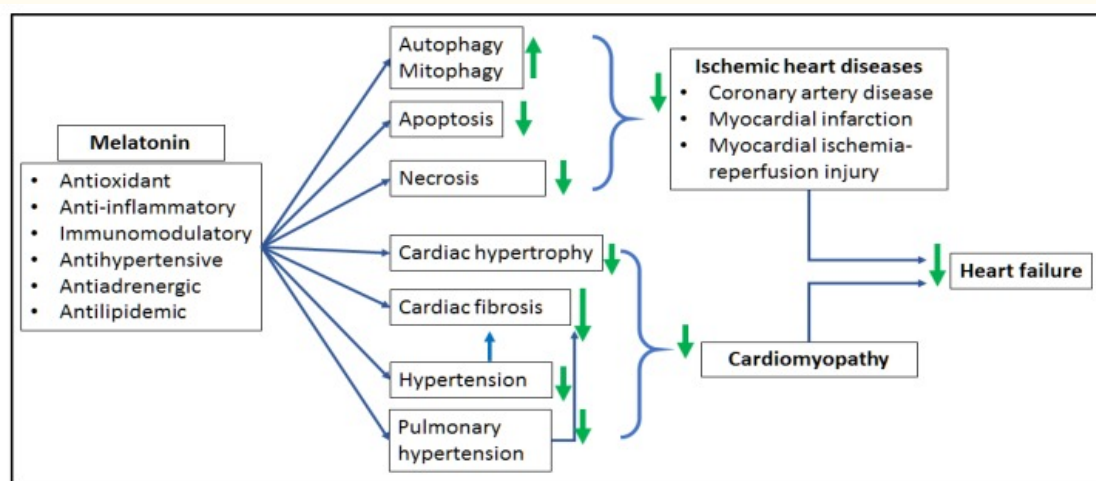 Melatonin
• Antioxidant
• Anti-inflammatory
• Immunomodulatory
• Antihypertensive
• Antiadrenergic
• Antilipidemic
Autophagy
Mitophagy
Apoptosis
Necrosis
Cardiac hypertrophy
Cardiac fibrosis
Hypertension
Pulmonary
hypertension
Ischemic heart diseases
• Coronary artery disease
• Myocardial infarction
• Myocardial ischemia-
reperfusion injury
Cardiomyopathy
Heart failure